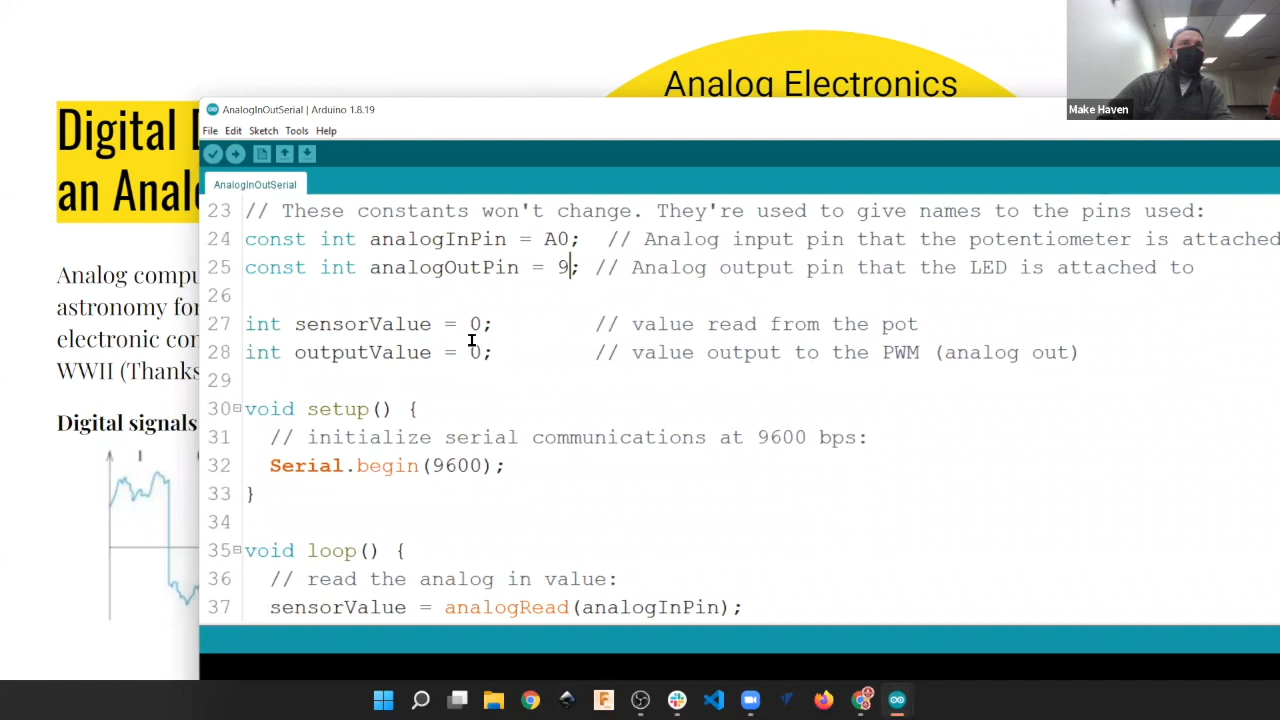 Analog Electronics
Make Haven
Digital
an Anal
Analog compu
astronomy for
electronic con
WWII (Thanks
Digital signals
AnalogInOutSerial | Arduino 1.8.19
File Edit Sketch Tools Help
AnalogInOutSerial
23 // These constants won't change. They're used to give names to the pins used:
24 const int analogInPin = A0; // Analog input pin that the potentiometer is attached
25 const int analogOutPin = 9; // Analog output pin that the LED is attached to
26
27 int sensorValue = 0; // value read from the pot
28 int outputValue = 0; // value output to the PWM (analog out)
29
30 void setup() {
31 // initialize serial communications at 9600 bps:
32 Serial.begin(9600);
33 }
34
35 void loop() {
36 // read the analog in value:
37 sensorValue = analogRead(analogInPin);